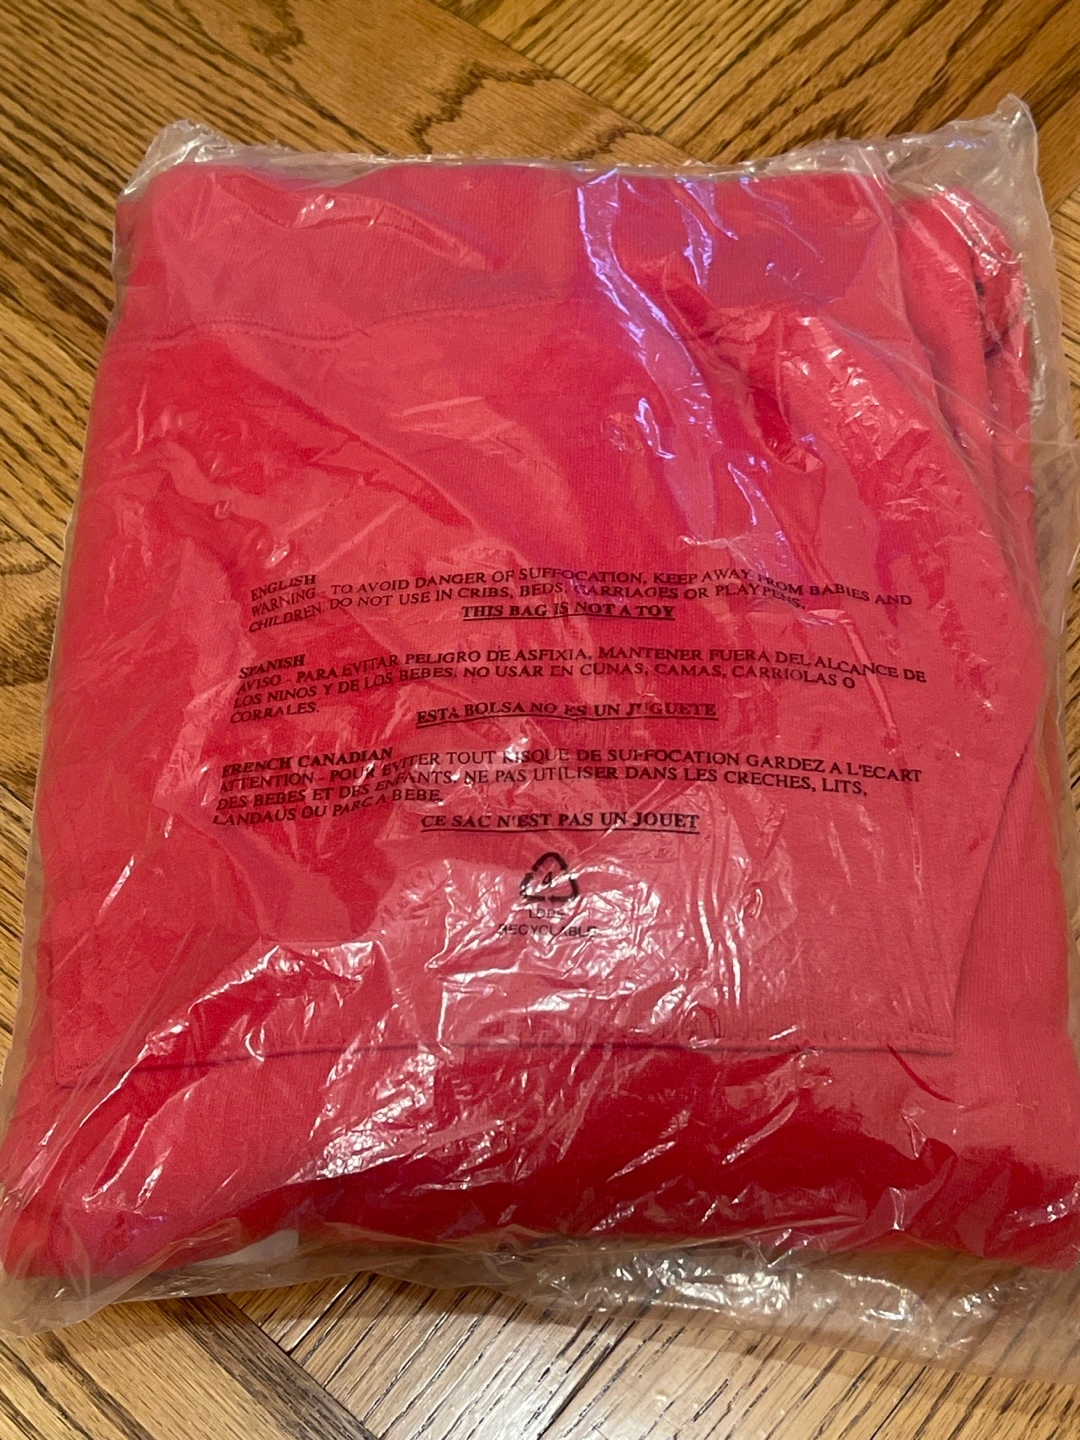 ENGLISH
WARNING - TO AVOID DANGER OF SUFFOCATION, KEEP AWAY FROM BABIES AND
CHILDREN. DO NOT USE IN CRIBS, BEDS, CARRIAGES OR PLAYPENS.
THIS BAG IS NOT A TOY
SPANISH
AVISO - PARA EVITAR PELIGRO DE ASFIXIA, MANTENER FUERA DEL ALCANCE DE
LOS NINOS Y DE LOS BEBES. NO USAR EN CUNAS, CAMAS, CARRIOLAS O
CORRALES.
ESTA BOLSA NO ES UN JUGUETE
FRENCH CANADIAN
ATTENTION - POUR EVITER TOUT RISQUE DE SUFFOCATION GARDEZ A L'ECART
DES BEBES ET DES ENFANTS. NE PAS UTILISER DANS LES CRECHES, LITS,
LANDAUS OU PARC A BEBE
CE SAC N'EST PAS UN JOUET
4
LDPE
RECYCLABLE